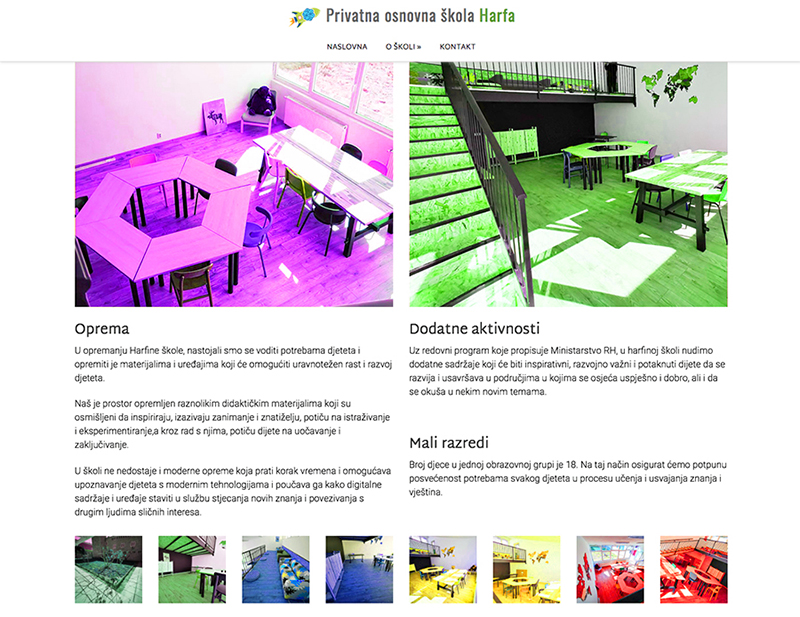 Privatna osnovna škola Harfa
NASLOVNA O ŠKOLI » KONTAKT
Oprema
U opremanju Harfine škole, nastojali smo se voditi potrebama djeteta i
opremiti je materijalima i uređajima koji će omogućiti uravnotežen rast i razvoj
djeteta.
Naš je prostor opremljen raznolikim didaktičkim materijalima koji su
osmišljeni da inspiriraju, izazivaju zanimanje i znatiželju, potiču na istraživanje
i eksperimentiranje,a kroz rad s njima, potiču dijete na uočavanje i
zaključivanje.
U školi ne nedostaje i moderne opreme koja prati korak vremena i omogućava
upoznavanje djeteta s modernim tehnologijama i poučava ga kako digitalne
sadržaje i uređaje staviti u službu stjecanja novih znanja i povezivanja s
drugim ljudima sličnih interesa.
Dodatne aktivnosti
Uz redovni program koje propisuje Ministarstvo RH, u harfinoj školi nudimo
dodatne sadržaje koji će biti inspirativni, razvojno važni i potaknuti dijete da se
razvija i usavršava u područjima u kojima se osjeća uspješno i dobro, ali i da
se okuša u nekim novim temama.
Mali razredi
Broj djece u jednoj obrazovnoj grupi je 18. Na taj način osigurat ćemo potpunu
posvećenost potrebama svakog djeteta u procesu učenja i usvajanja znanja i
vještina.